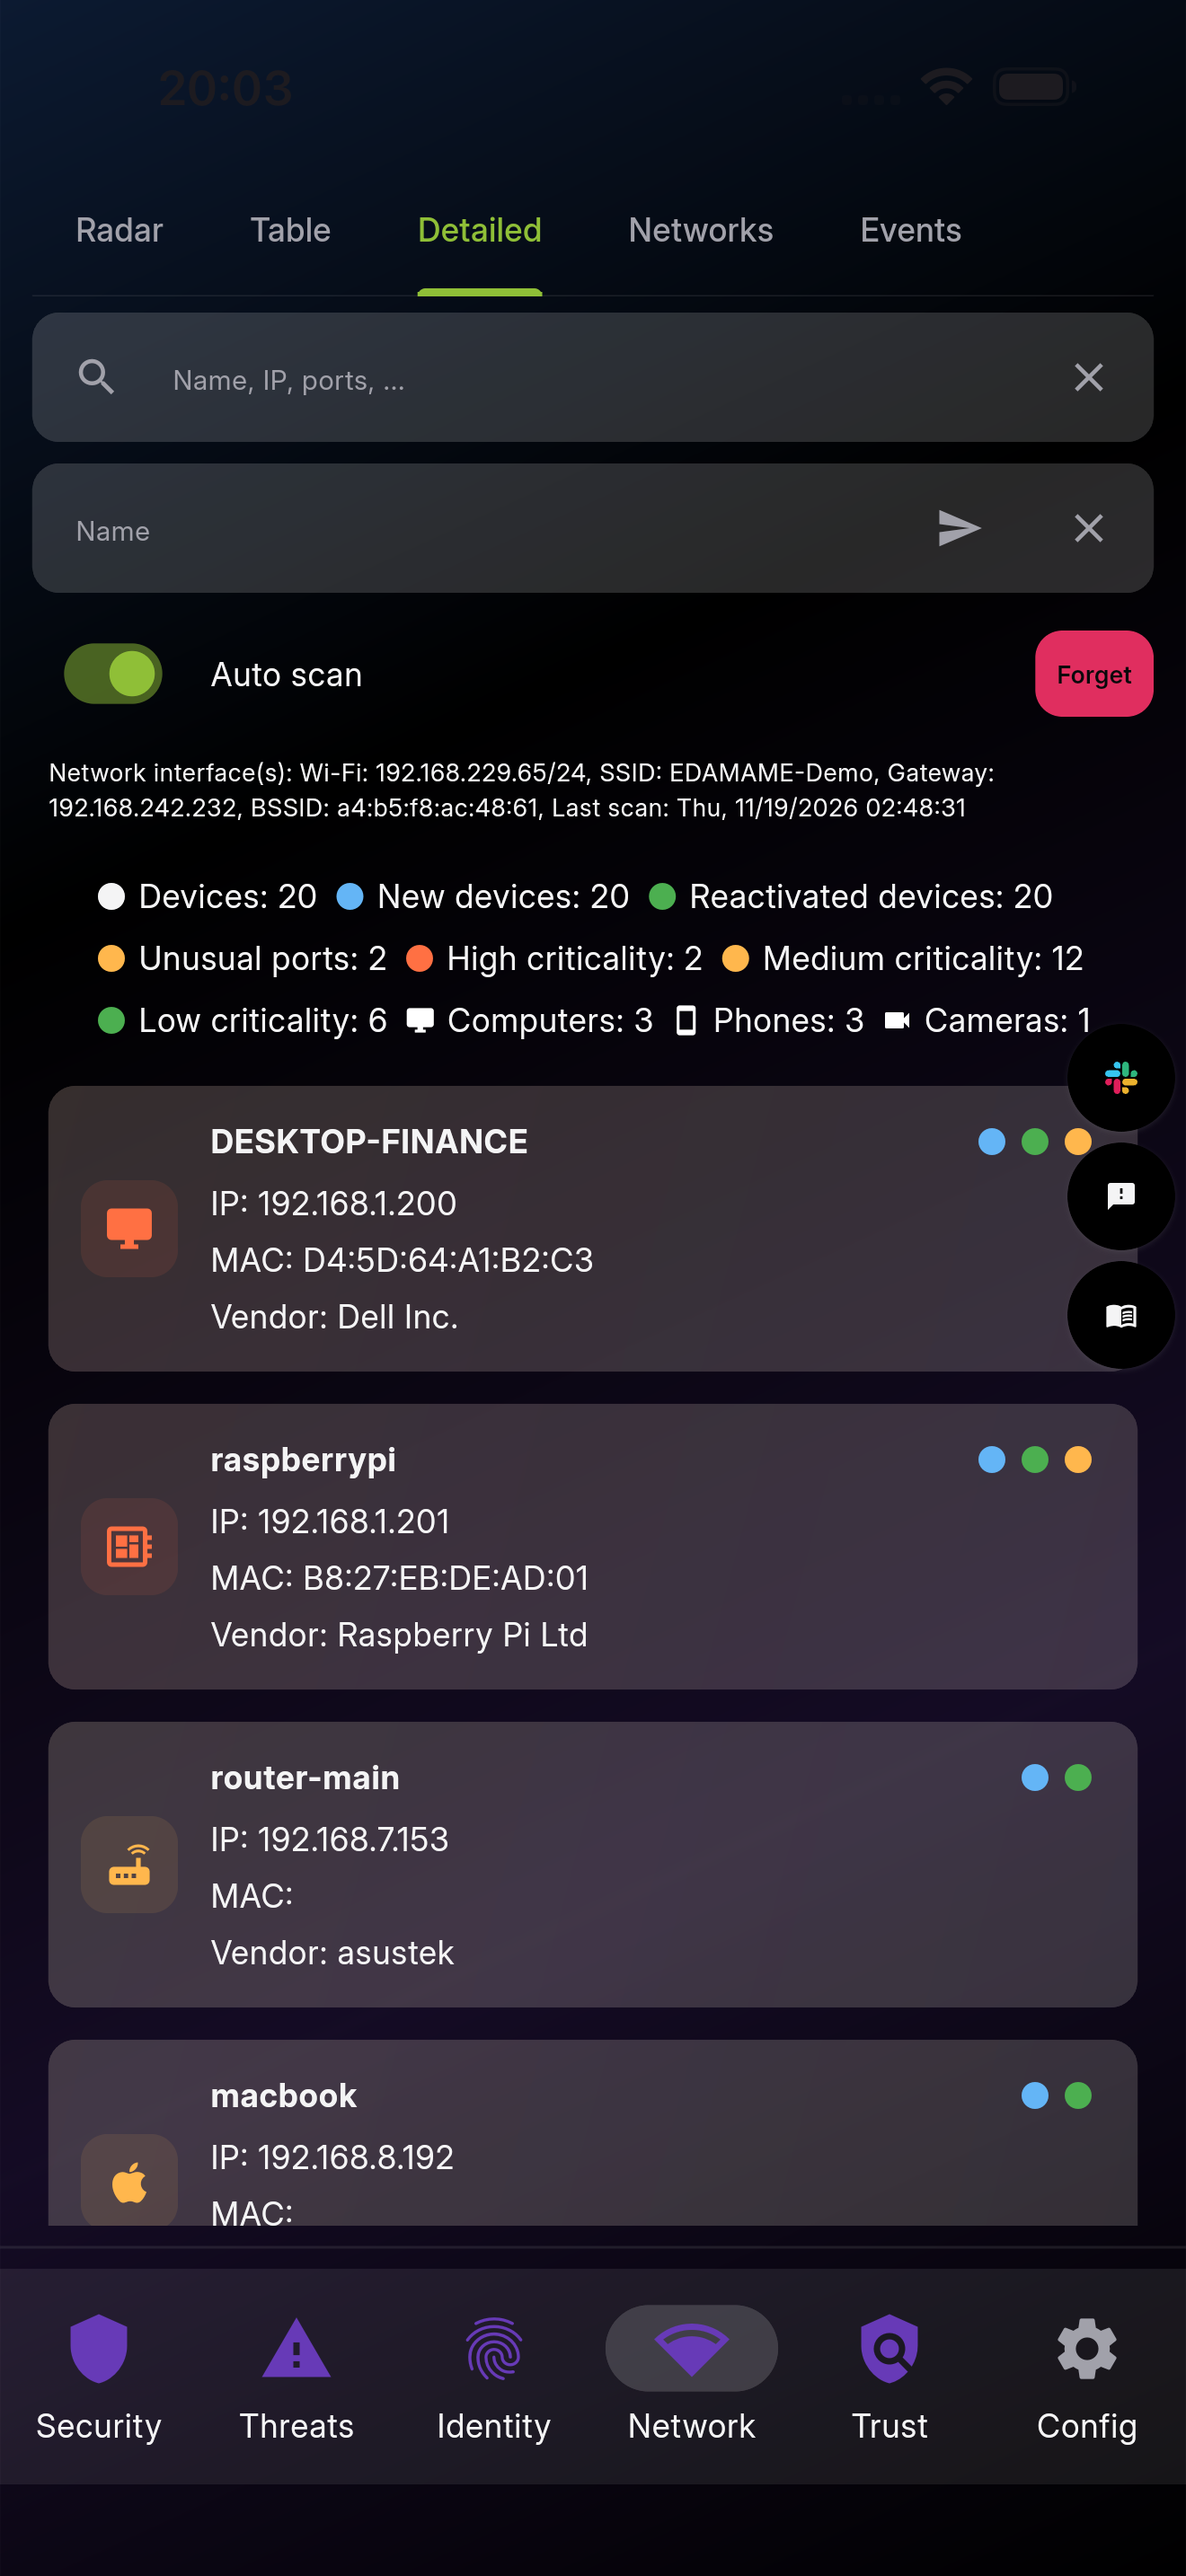 20:03
Radar Table Detailed Networks Events
Name, IP, ports, ...
Name
Auto scan Forget
Network interface(s): Wi-Fi: 192.168.229.65/24, SSID: EDAMAME-Demo, Gateway:
192.168.242.232, BSSID: a4:b5:f8:ac:48:61, Last scan: Thu, 11/19/2026 02:48:31
Devices: 20 New devices: 20 Reactivated devices: 20
Unusual ports: 2 High criticality: 2 Medium criticality: 12
Low criticality: 6 Computers: 3 Phones: 3 Cameras: 1
DESKTOP-FINANCE
IP: 192.168.1.200
MAC: D4:5D:64:A1:B2:C3
Vendor: Dell Inc.
raspberrypi
IP: 192.168.1.201
MAC: B8:27:EB:DE:AD:01
Vendor: Raspberry Pi Ltd
router-main
IP: 192.168.7.153
MAC:
Vendor: asustek
macbook
IP: 192.168.8.192
MAC:
Security Threats Identity Network Trust Config